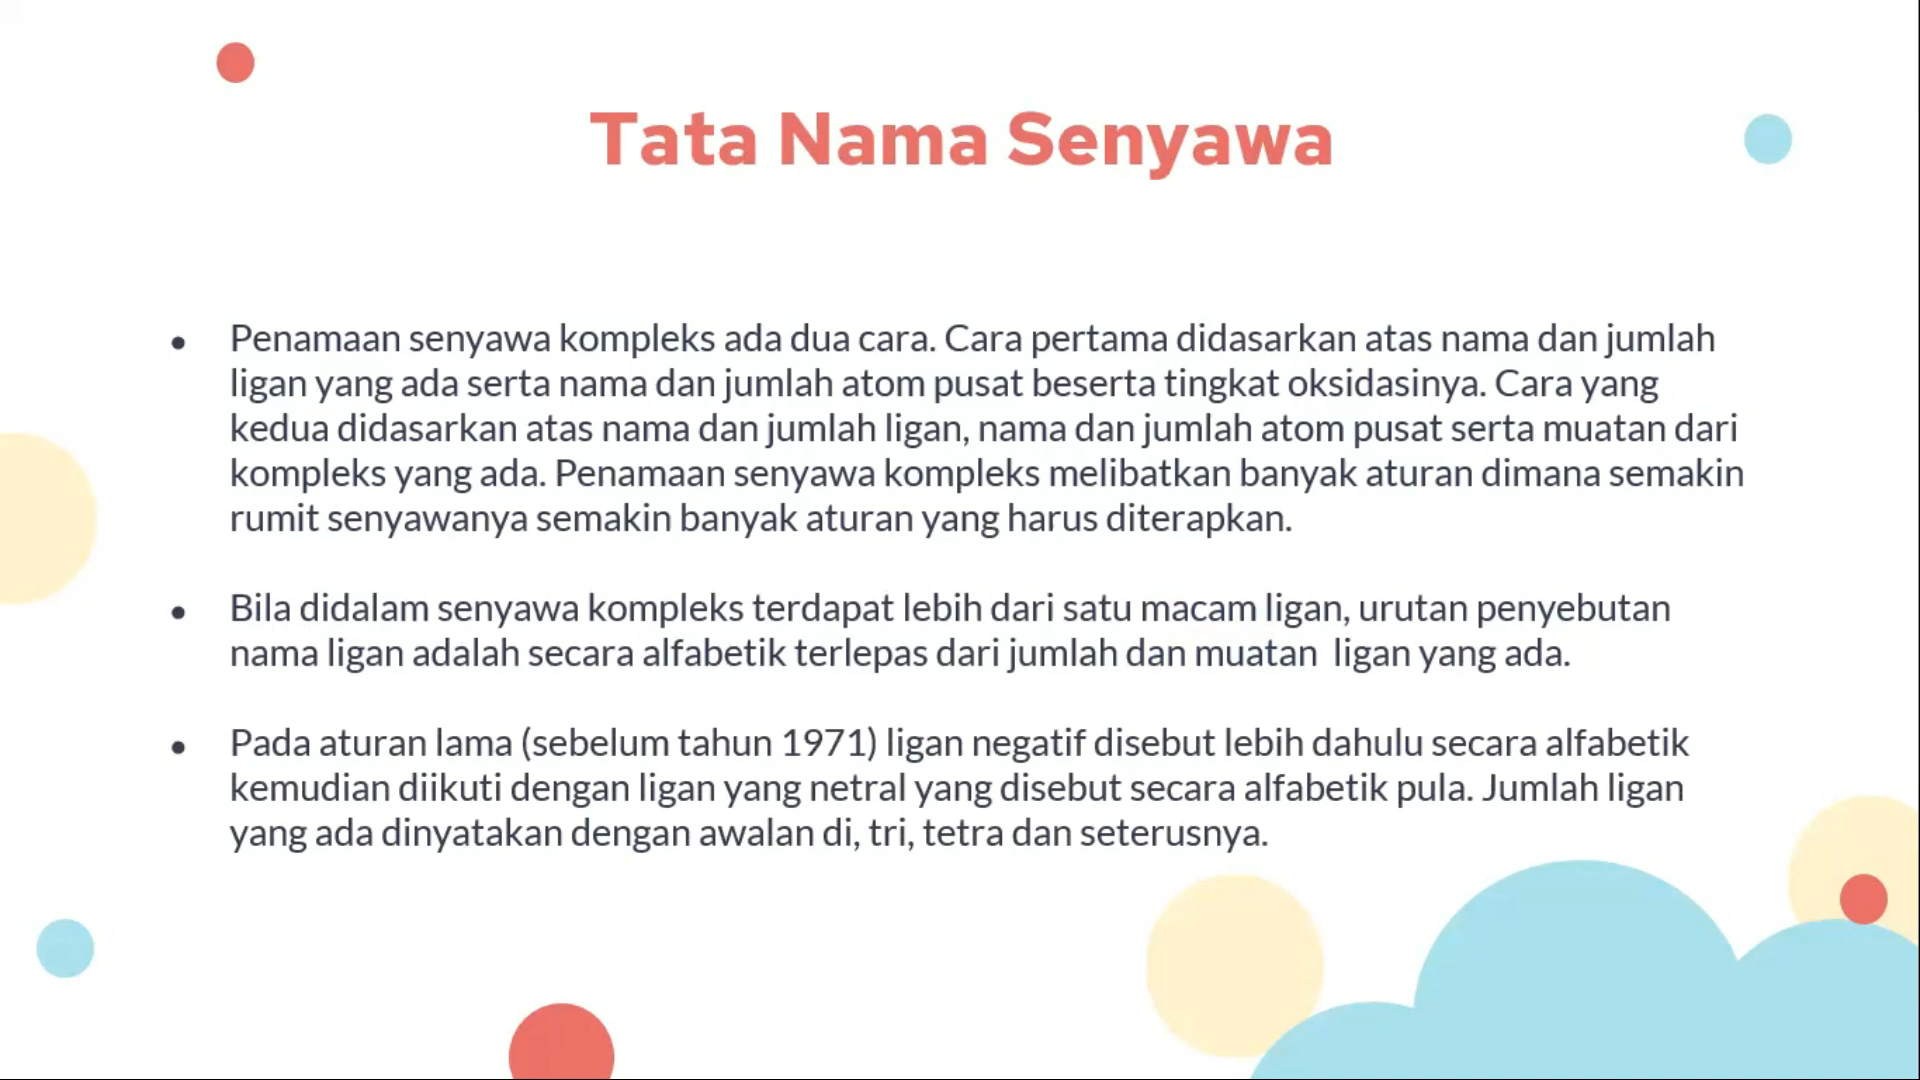 Tata Nama Senyawa
• Penamaan senyawa kompleks ada dua cara. Cara pertama didasarkan atas nama dan jumlah
ligan yang ada serta nama dan jumlah atom pusat beserta tingkat oksidasinya. Cara yang
kedua didasarkan atas nama dan jumlah ligan, nama dan jumlah atom pusat serta muatan dari
kompleks yang ada. Penamaan senyawa kompleks melibatkan banyak aturan dimana semakin
rumit senyawanya semakin banyak aturan yang harus diterapkan.
• Bila didalam senyawa kompleks terdapat lebih dari satu macam ligan, urutan penyebutan
nama ligan adalah secara alfabetik terlepas dari jumlah dan muatan  ligan yang ada.
• Pada aturan lama (sebelum tahun 1971) ligan negatif disebut lebih dahulu secara alfabetik
kemudian diikuti dengan ligan yang netral yang disebut secara alfabetik pula. Jumlah ligan
yang ada dinyatakan dengan awalan di, tri, tetra dan seterusnya.